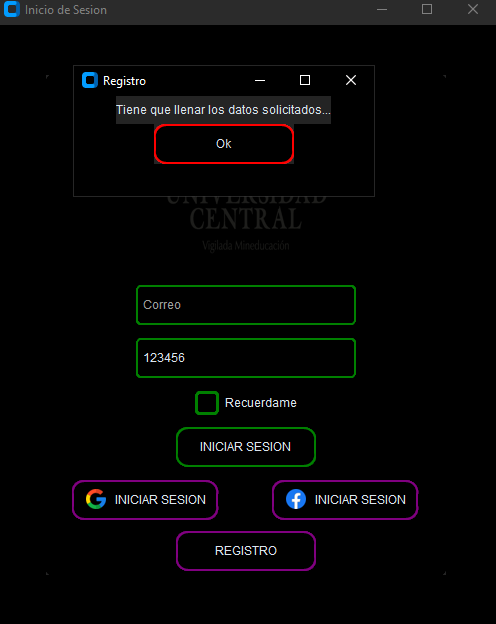 Inicio de Sesion
Registro
Tiene que llenar los datos solicitados...
Ok
UNIVERSIDAD
CENTRAL
Vigilada Mineducación
Correo
123456
Recuerdame
INICIAR SESION
INICIAR SESION
INICIAR SESION
REGISTRO